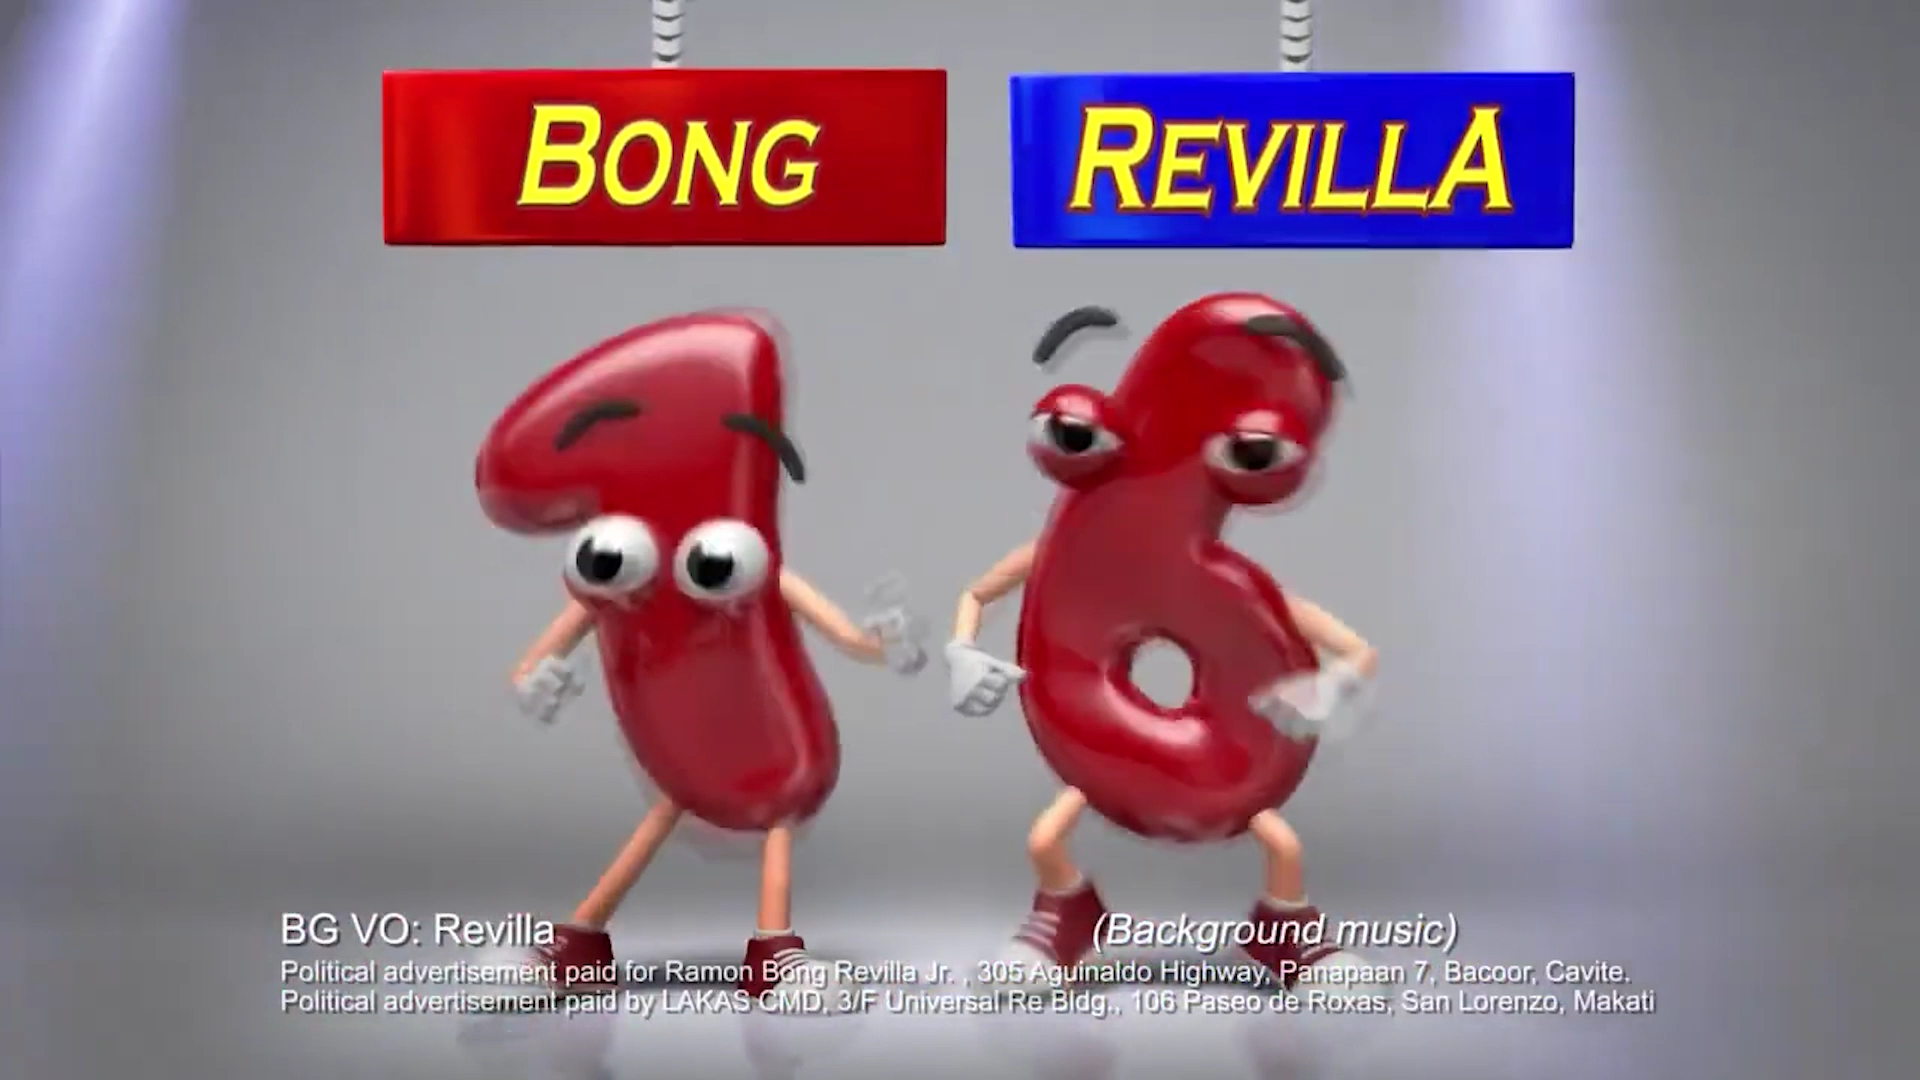 BONG
REVILLA
16
BG VO: Revilla
(Background music)
Political advertisement paid for Ramon Bong Revilla Jr. , 305 Aguinaldo Highway, Panapaan 7, Bacoor, Cavite.
Political advertisement paid by LAKAS CMD, 3/F Universal Re Bldg., 106 Paseo de Roxas, San Lorenzo, Makati